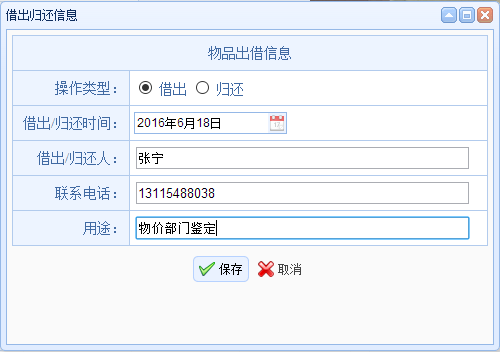 借出/归还信息
物品出借信息
操作类型： 借出 归还
借出/归还时间： 2016年6月18日
借出/归还人： 张宁
联系电话： 13115488038
用途： 物价部门鉴定
保存 取消